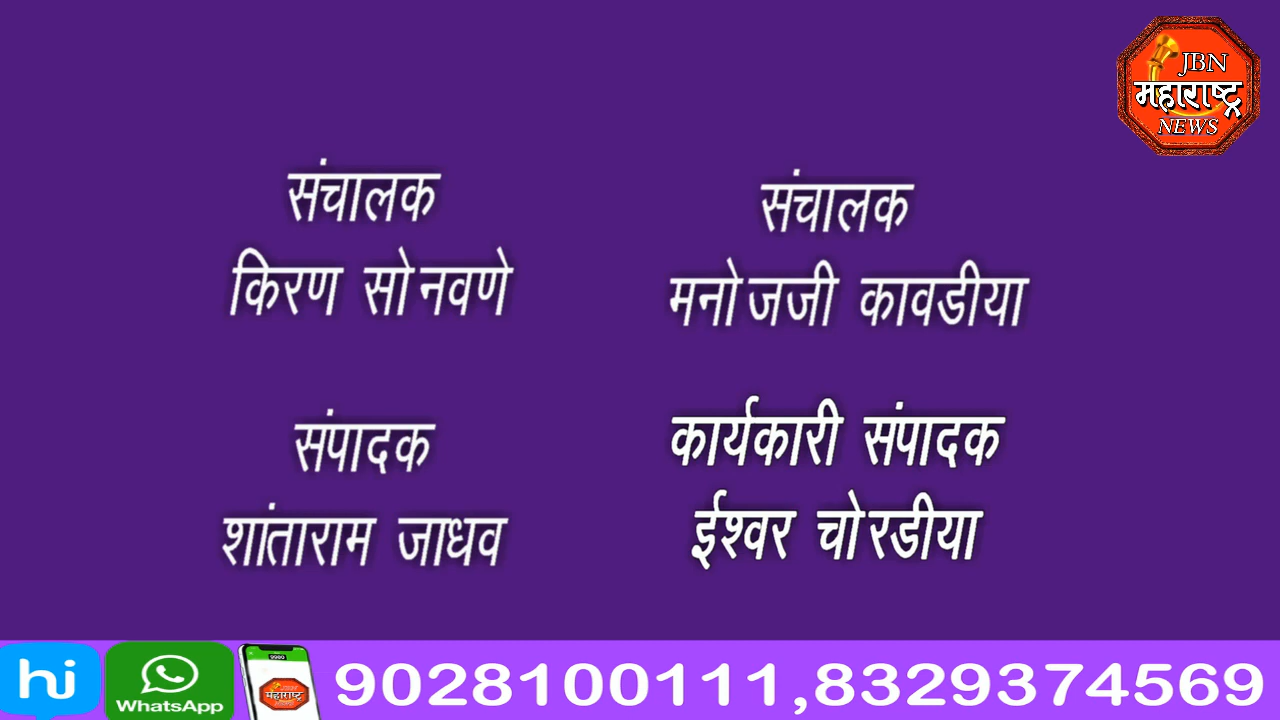 JBN
महाराष्ट्र
NEWS
संचालक
किरण सोनवणे
संचालक
मनोजजी कावडीया
संपादक
शांताराम जाधव
कार्यकारी संपादक
ईश्वर चोरडीया
hi
WhatsApp
महाराष्ट्र
9028100111,8329374569